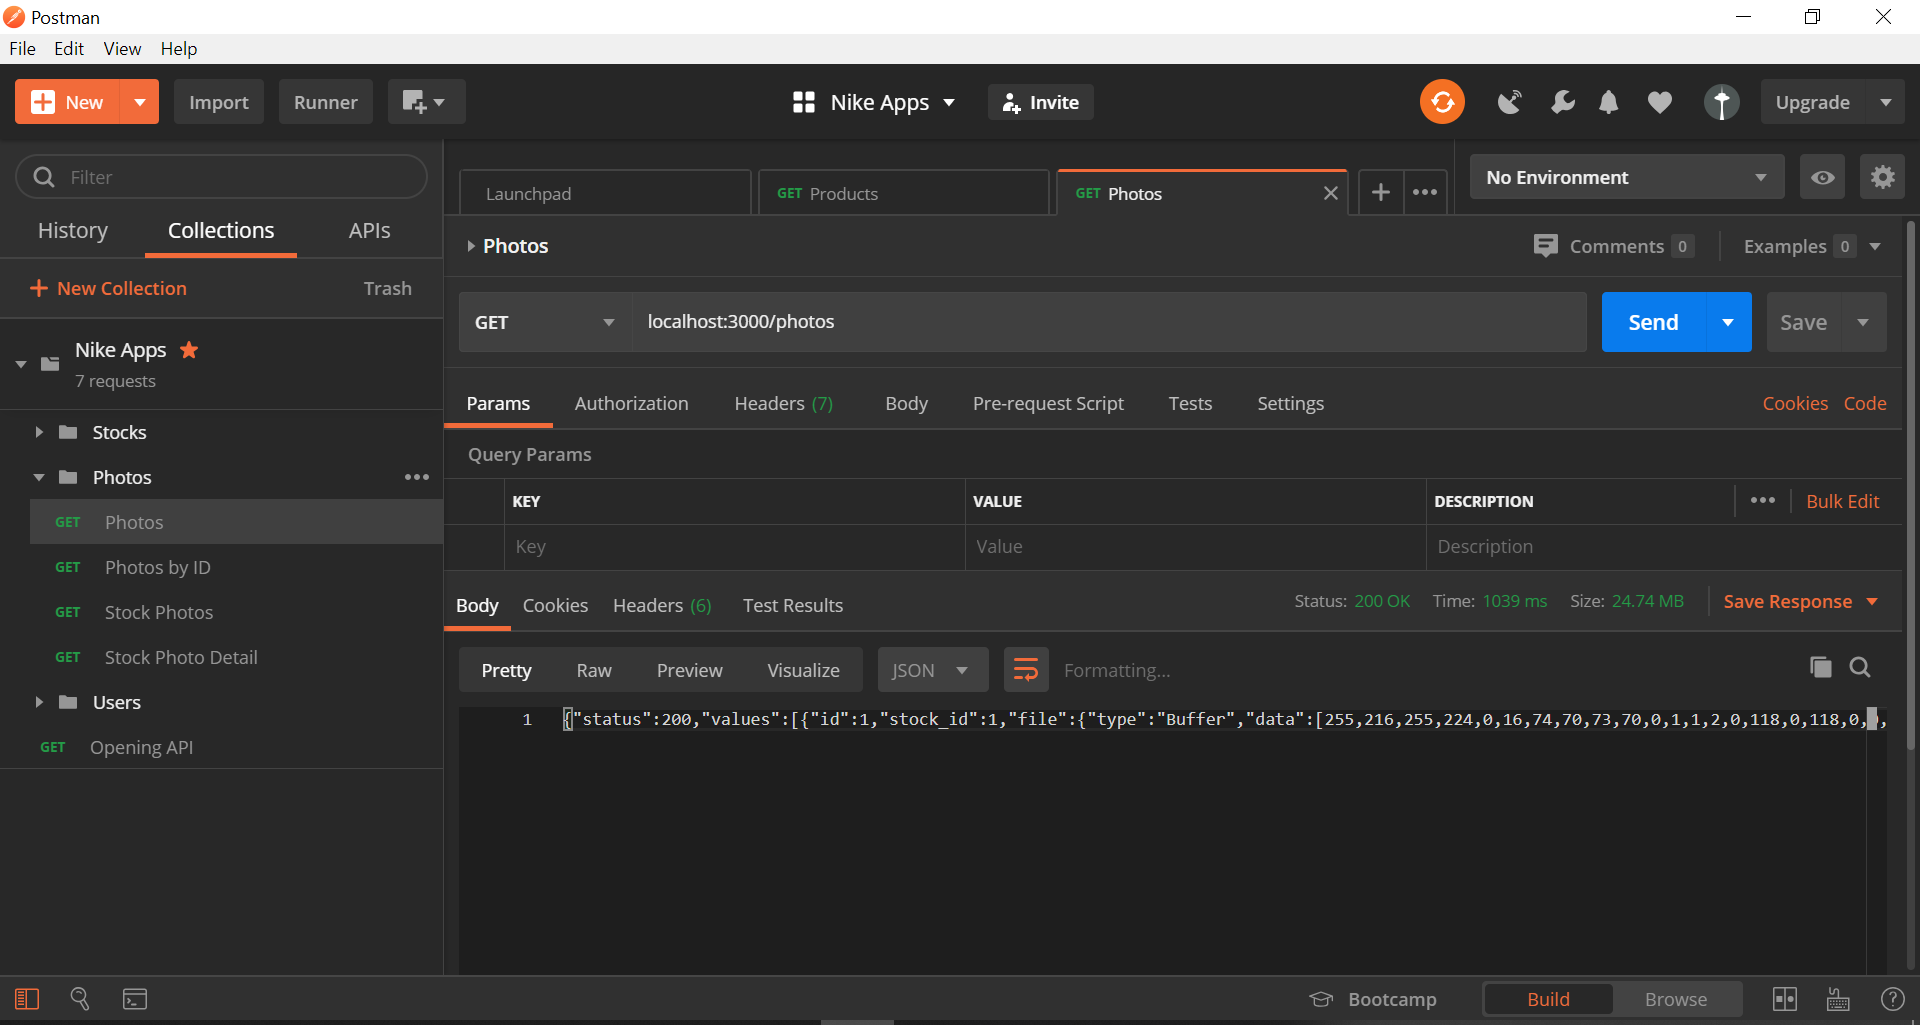 Postman
File Edit View Help
New Import Runner Nike Apps Invite Upgrade
Filter
History Collections APIs
New Collection Trash
Nike Apps
7 requests
Stocks
Photos
GET Photos
GET Photos by ID
GET Stock Photos
GET Stock Photo Detail
Users
GET Opening API
Launchpad GET Products GET Photos No Environment
Photos Comments 0 Examples 0
GET localhost:3000/photos Send Save
Params Authorization Headers (7) Body Pre-request Script Tests Settings Cookies Code
Query Params
KEY VALUE DESCRIPTION Bulk Edit
Key Value Description
Body Cookies Headers (6) Test Results Status: 200 OK Time: 1039 ms Size: 24.74 MB Save Response
Pretty Raw Preview Visualize JSON Formatting...
1 {"status":200,"values":[{"id":1,"stock_id":1,"file":{"type":"Buffer","data":[255,216,255,224,0,16,74,70,73,70,0,1,1,2,0,118,0,118,0,
Bootcamp Build Browse